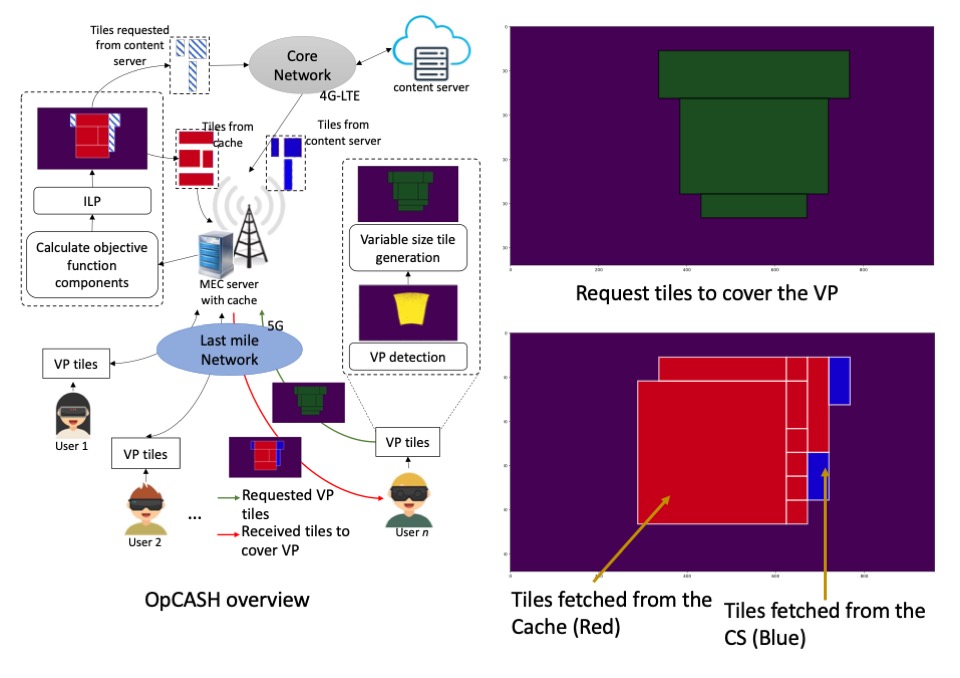 Tiles requested
from content
server
Core
Network
content server
4G-LTE
Tiles from
cache
Tiles from
content server
ILP
Calculate objective
function
components
Variable size tile
generation
VP detection
MEC server
with cache
5G
Last mile
Network
VP tiles
User 1
VP tiles
User 2
...
VP tiles
User n
Requested VP
tiles
Received tiles to
cover VP
OpCASH overview
Request tiles to cover the VP
Tiles fetched from the
Cache (Red)
Tiles fetched from the
CS (Blue)